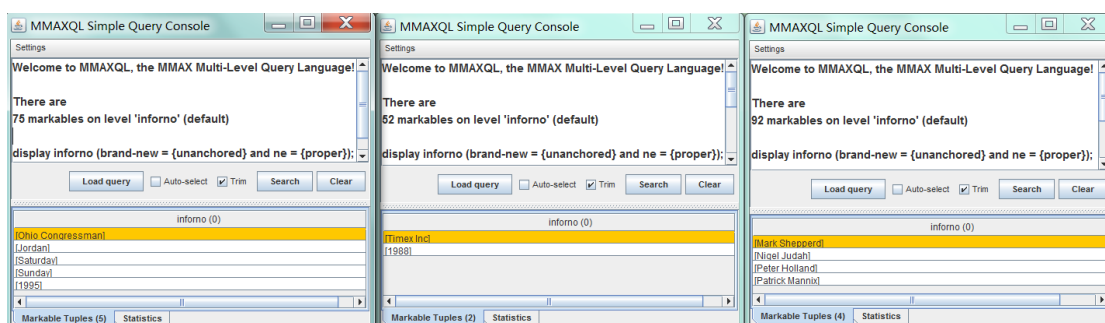 MMAXQL Simple Query Console
Settings
Welcome to MMAXQL, the MMAX Multi-Level Query Language!
There are
75 markables on level 'inforno' (default)
display inforno (brand-new = {unanchored} and ne = {proper});
Load query Auto-select Trim Search Clear
inforno (0)
[Ohio Congressman]
[Jordan]
[Saturday]
[Sunday]
[1995]
Markable Tuples (5) Statistics
MMAXQL Simple Query Console
Settings
Welcome to MMAXQL, the MMAX Multi-Level Query Language!
There are
52 markables on level 'inforno' (default)
display inforno (brand-new = {unanchored} and ne = {proper});
Load query Auto-select Trim Search Clear
inforno (0)
[Timex Inc]
[1988]
Markable Tuples (2) Statistics
MMAXQL Simple Query Console
Settings
Welcome to MMAXQL, the MMAX Multi-Level Query Language!
There are
92 markables on level 'inforno' (default)
display inforno (brand-new = {unanchored} and ne = {proper});
Load query Auto-select Trim Search Clear
inforno (0)
[Mark Shepperd]
[Nigel Judah]
[Peter Holland]
[Patrick Mannix]
Markable Tuples (4) Statistics